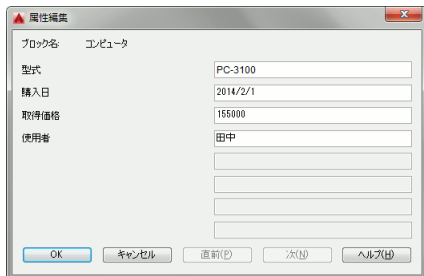 属性編集
ブロック名: コンピュータ
型式 PC-3100
購入日 2014/2/1
取得価格 155000
使用者 田中
OK キャンセル 直前(P) 次(N) ヘルプ(H)